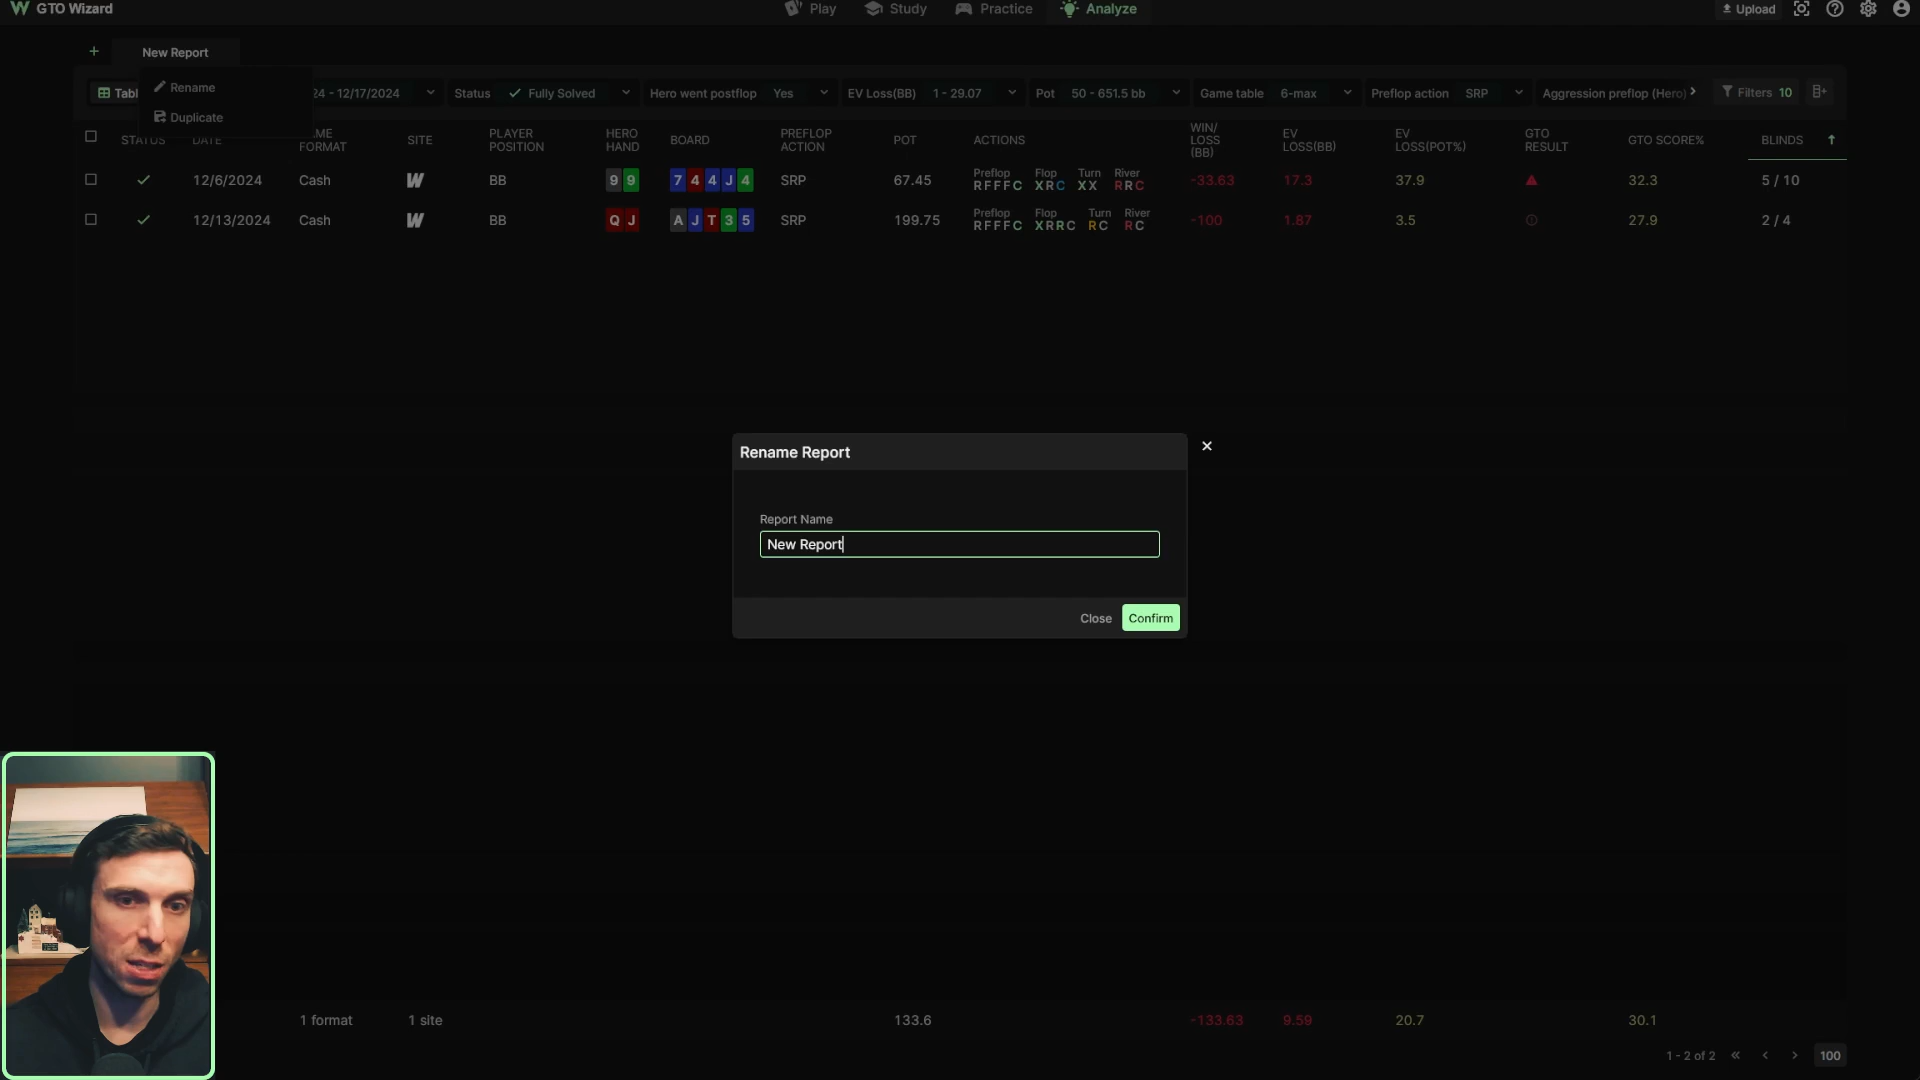 GTO Wizard
Play
Study
Practice
Analyze
Upload
New Report
Rename
Duplicate
Tabl
24 - 12/17/2024
Status Fully Solved
Hero went postflop Yes
EV Loss(BB) 1 - 29.07
Pot 50 - 651.5 bb
Game table 6-max
Preflop action SRP
Aggression preflop (Hero)
Filters 10
STATUS
DATE
AME FORMAT
SITE
PLAYER POSITION
HERO HAND
BOARD
PREFLOP ACTION
POT
ACTIONS
WIN/ LOSS (BB)
EV LOSS(BB)
EV LOSS(POT%)
GTO RESULT
GTO SCORE%
BLINDS
12/6/2024 Cash W BB 9 9 7 4 4 J 4 SRP 67.45 Preflop RFFFC Flop XRC Turn XX River RRC -33.63 17.3 37.9 32.3 5 / 10
12/13/2024 Cash W BB Q J A J T 3 5 SRP 199.75 Preflop RFFFC Flop XRRC Turn RC River RC -100 1.87 3.5 27.9 2 / 4
Rename Report
Report Name
New Report
Close
Confirm
1 format 1 site 133.6 -133.63 9.59 20.7 30.1
1 - 2 of 2 « < > 100